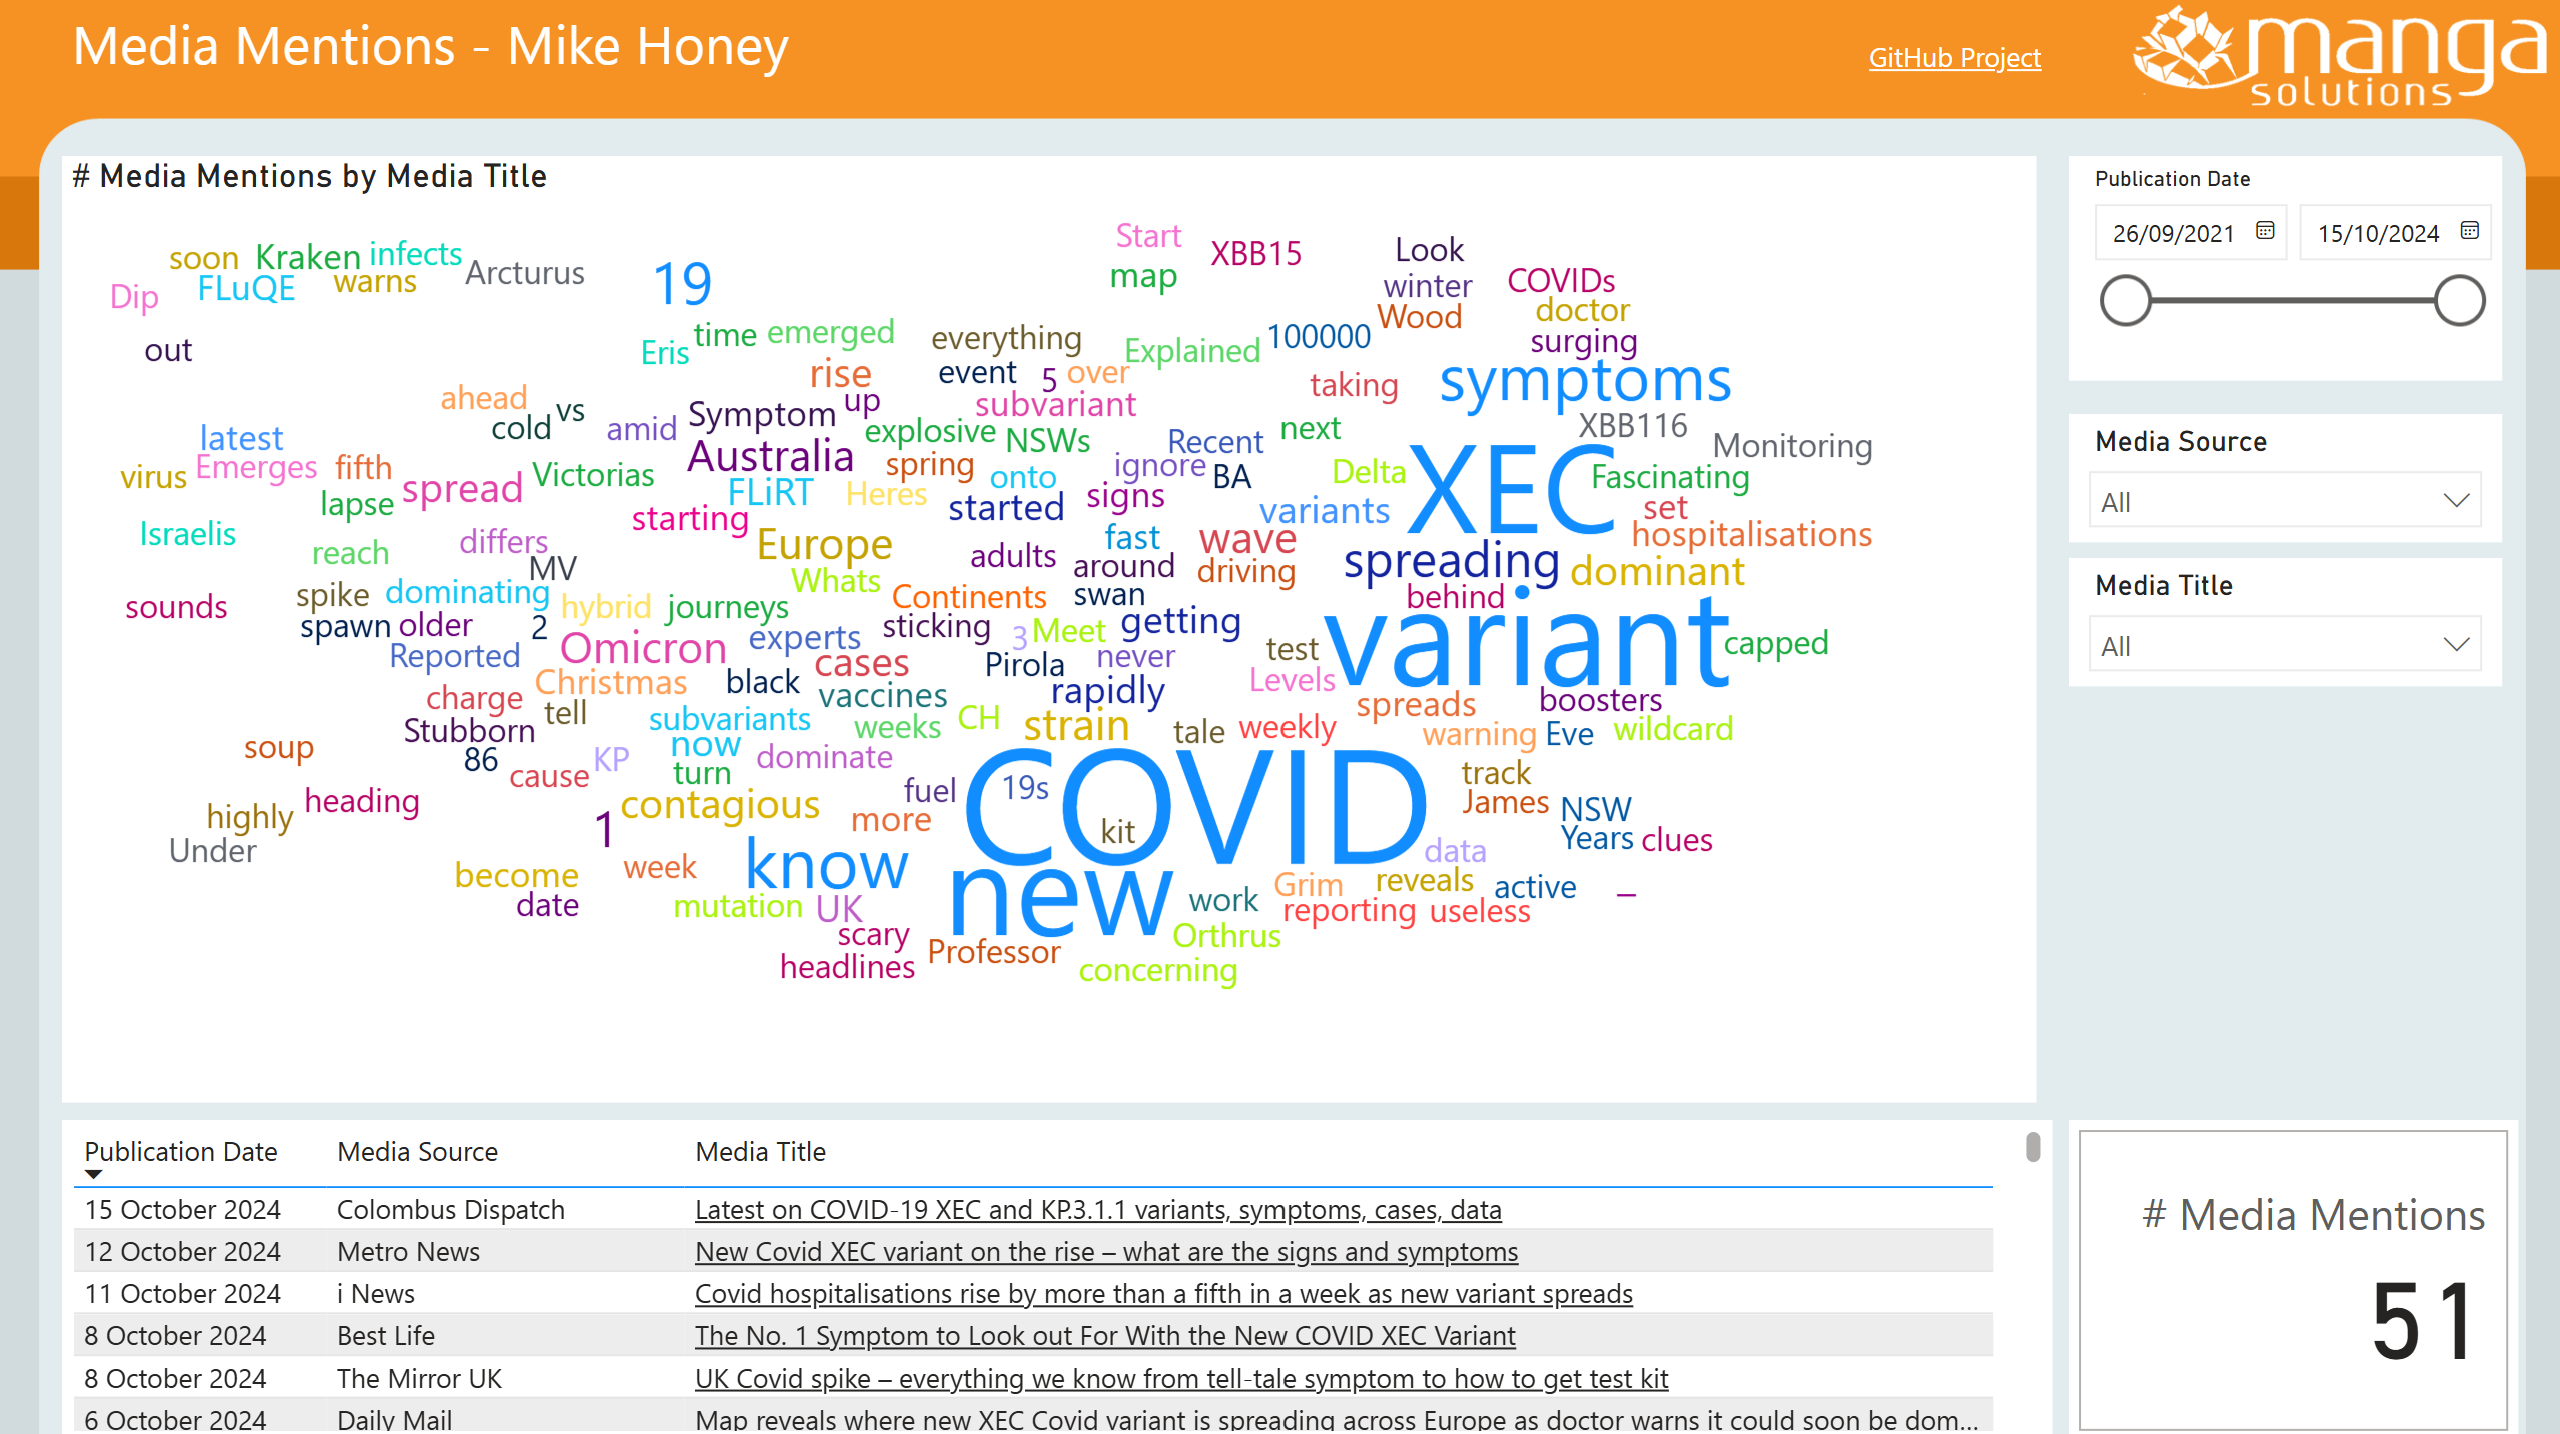 Media Mentions - Mike Honey
GitHub Project
manga
solutions
# Media Mentions by Media Title
Start
XBB15
Look
soon Kraken infects
Arcturus
19
map
winter
COVIDs
Dip
FLuQE
warns
Wood
doctor
out
Eris
time
emerged
everything
Explained
100000
surging
rise
event
5
over
taking
symptoms
ahead
vs
cold
amid
Symptom
up
subvariant
XBB116
latest
explosive
NSWs
Recent
next
Monitoring
virus
Emerges
fifth
Victorias
Australia
spring
onto
ignore
BA
Delta
XEC
Fascinating
lapse
spread
FLiRT
Heres
started
signs
variants
set
Israelis
starting
hospitalisations
reach
differs
MV
Europe
adults
fast
around
wave
driving
spreading
dominant
Whats
sounds
spike
dominating
hybrid
journeys
Continents
swan
behind
spawn
older
2
Omicron
experts
sticking
3
Meet
getting
test
variant
capped
Reported
cases
Pirola
never
charge
Christmas
black
vaccines
rapidly
Levels
spreads
boosters
Stubborn
tell
subvariants
weeks
CH
strain
tale
weekly
warning
Eve
wildcard
soup
86
KP
now
dominate
cause
turn
fuel
COVID
19s
track
highly
heading
1
contagious
more
kit
James
NSW
Under
know
data
Years
clues
become
week
new
work
Grim
reveals
active
–
date
mutation
UK
reporting
useless
scary
Orthrus
headlines
Professor
concerning
Publication Date
26/09/2021
15/10/2024
Media Source
All
Media Title
All
Publication Date Media Source Media Title
15 October 2024 Colombus Dispatch Latest on COVID-19 XEC and KP.3.1.1 variants, symptoms, cases, data
12 October 2024 Metro News New Covid XEC variant on the rise – what are the signs and symptoms
11 October 2024 i News Covid hospitalisations rise by more than a fifth in a week as new variant spreads
8 October 2024 Best Life The No. 1 Symptom to Look out For With the New COVID XEC Variant
8 October 2024 The Mirror UK UK Covid spike – everything we know from tell-tale symptom to how to get test kit
6 October 2024 Daily Mail Map reveals where new XEC Covid variant is spreading across Europe as doctor warns it could soon be dom...
# Media Mentions
51